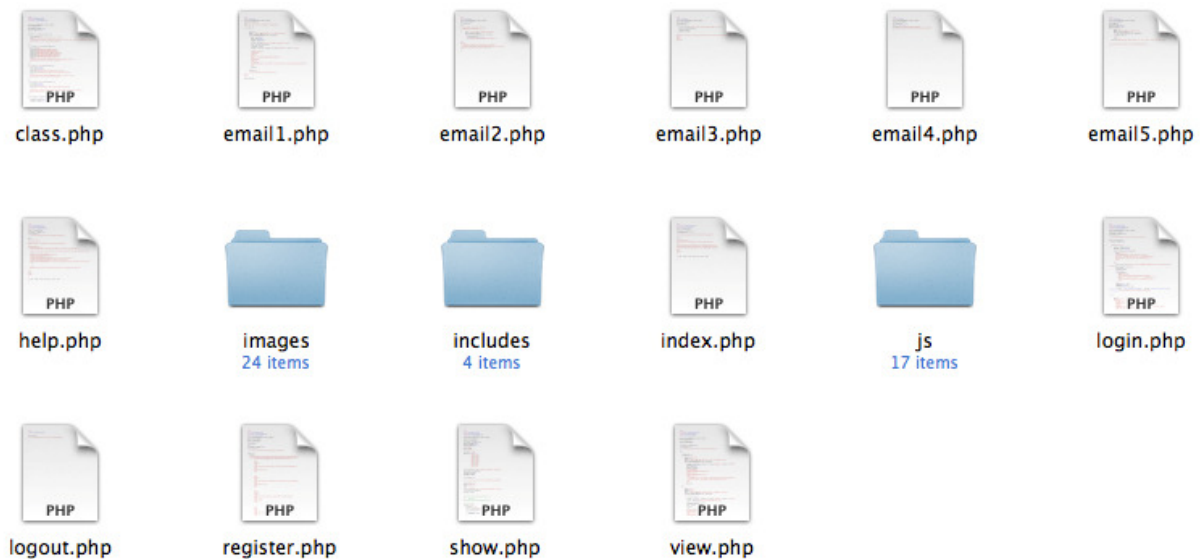 PHP PHP PHP PHP PHP PHP
class.php email1.php email2.php email3.php email4.php email5.php
PHP PHP PHP
help.php images includes index.php js login.php
24 items 4 items 17 items
PHP PHP PHP PHP
logout.php register.php show.php view.php